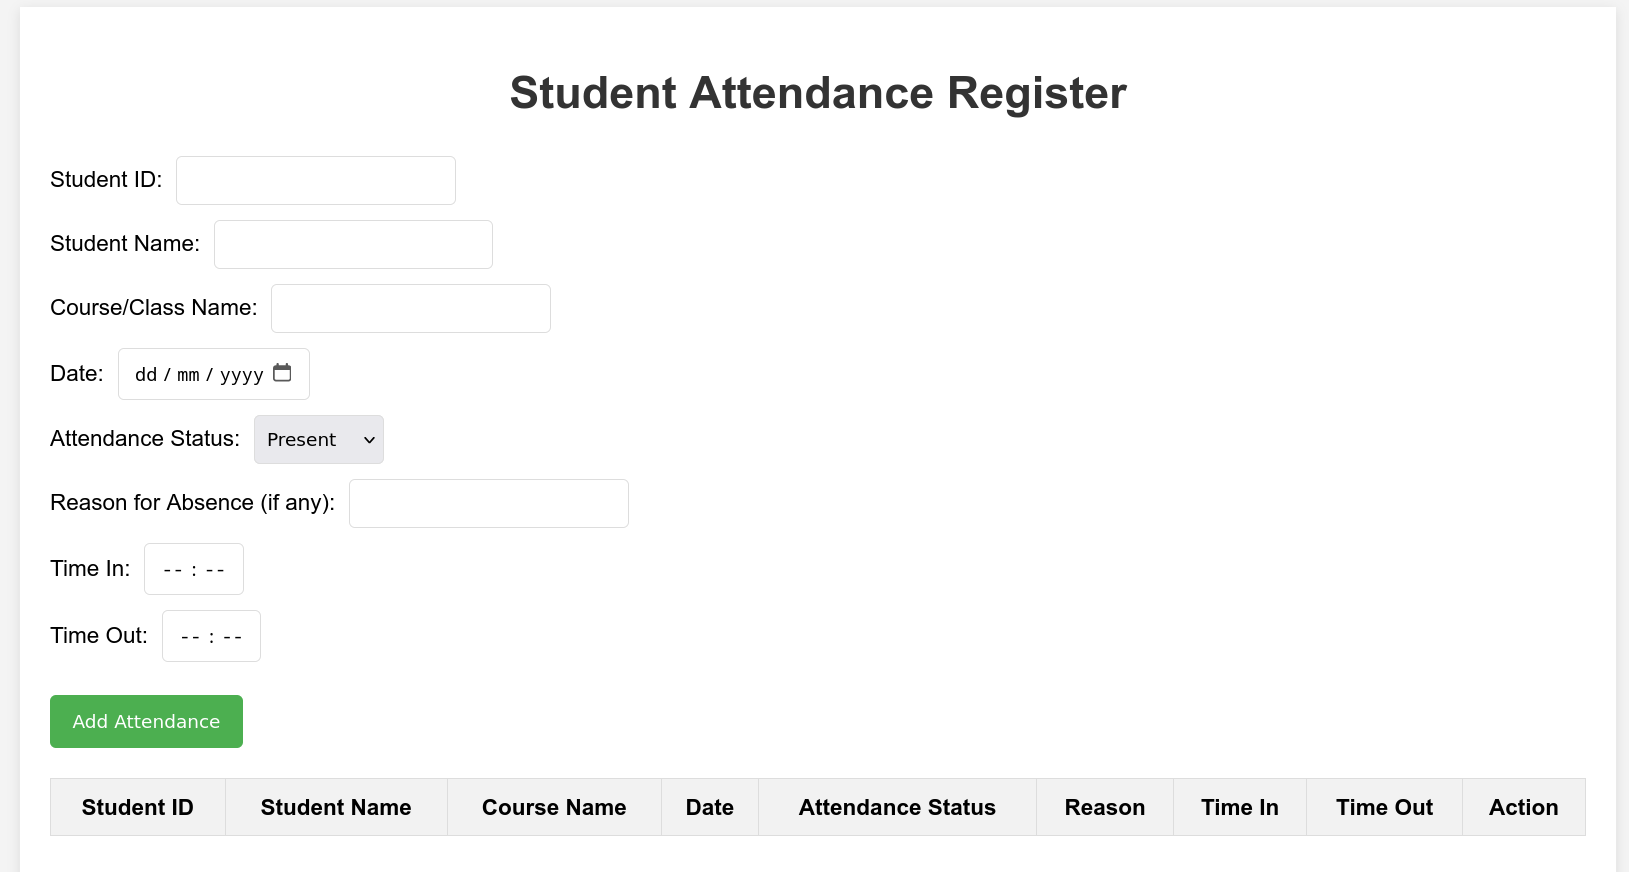 Student Attendance Register
Student ID:
Student Name:
Course/Class Name:
Date: dd / mm / yyyy
Attendance Status: Present
Reason for Absence (if any):
Time In: -- : --
Time Out: -- : --
Add Attendance
Student ID Student Name Course Name Date Attendance Status Reason Time In Time Out Action